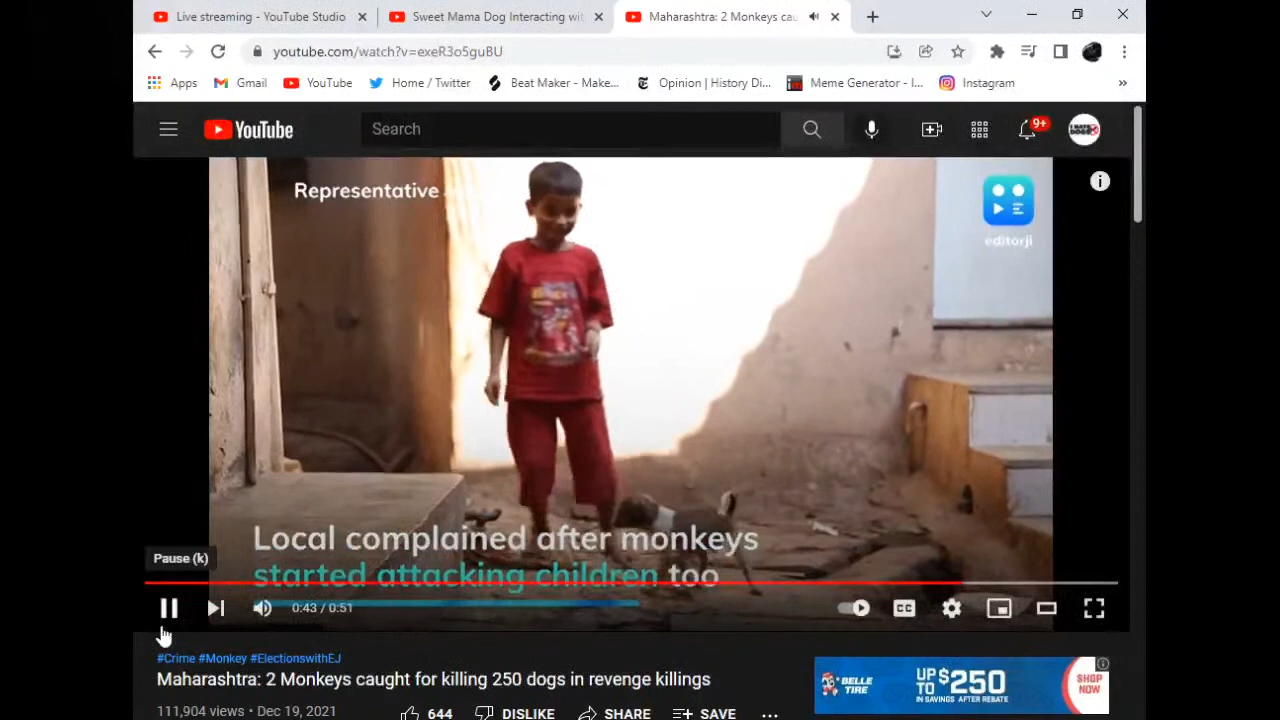 Live streaming - YouTube Studio
Sweet Mama Dog Interacting wit
Maharashtra: 2 Monkeys cau
youtube.com/watch?v=exeR3o5guBU
Apps
Gmail
YouTube
Home / Twitter
Beat Maker - Make...
Opinion | History Di...
Meme Generator - I...
Instagram
»
YouTube
Search
9+
Representative
editorji
Local complained after monkeys
started attacking children too
Pause (k)
0:43 / 0:51
CC
#Crime #Monkey #ElectionswithEJ
Maharashtra: 2 Monkeys caught for killing 250 dogs in revenge killings
111,904 views • Dec 19, 2021
644
DISLIKE
SHARE
SAVE
BELLE
TIRE
UP
TO
$250
IN SAVINGS AFTER REBATE
SHOP
NOW